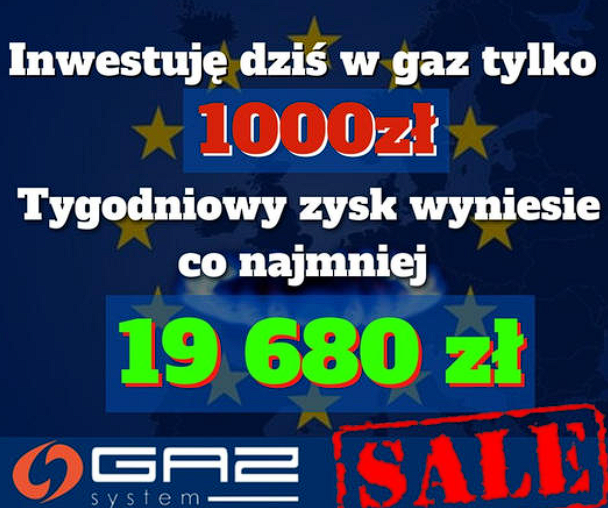 Inwestuję dziś w gaz tylko
1000zł
Tygodniowy zysk wyniesie
co najmniej
19 680 zł
GAZ
system
SALE